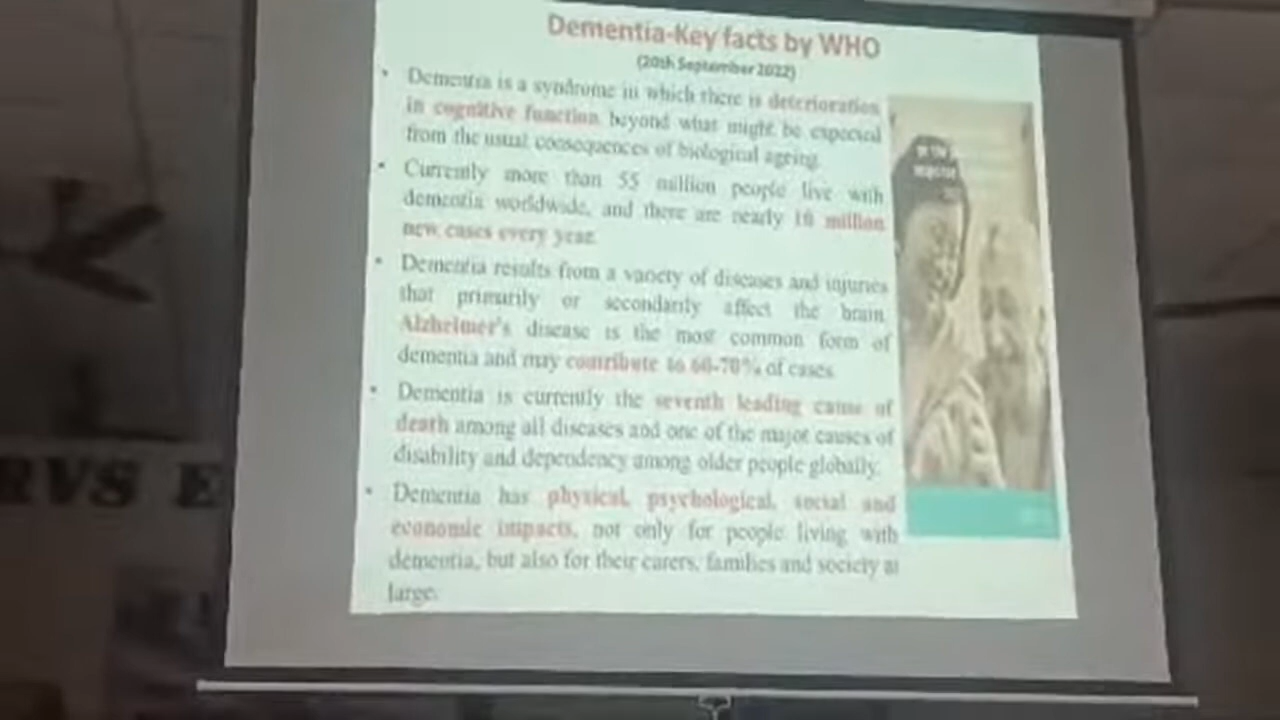 Dementia-Key facts by WHO
(20th September 2022)
• Dementia is a syndrome in which there is deterioration
in cognitive function beyond what might be expected
from the usual consequences of biological ageing.
• Currently more than 55 million people live with
dementia worldwide, and there are nearly 10 million
new cases every year.
• Dementia results from a variety of diseases and injuries
that primarily or secondarily affect the brain
Alzheimer's disease is the most common form of
dementia and may contribute to 60-70% of cases.
• Dementia is currently the seventh leading cause of
death among all diseases and one of the major causes of
disability and dependency among older people globally.
• Dementia has physical, psychological, social and
economic impacts, not only for people living with
dementia, but also for their carers, families and society at
large.
RVS E